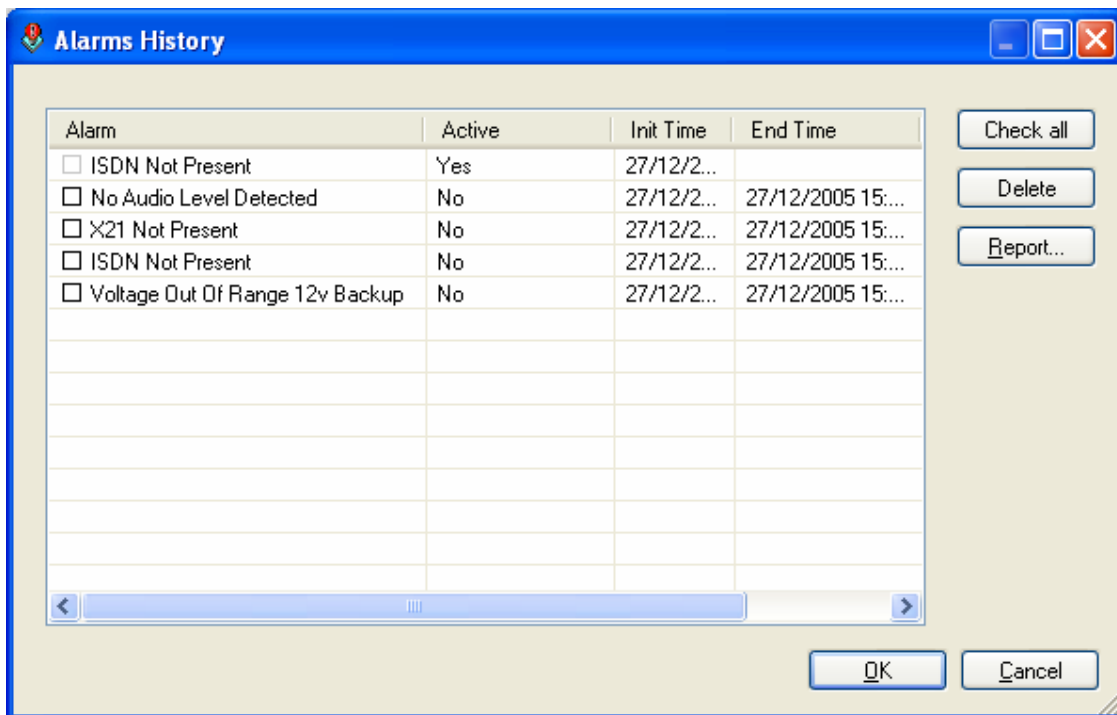 Alarms History
Alarm Active Init Time End Time
ISDN Not Present Yes 27/12/2...
No Audio Level Detected No 27/12/2... 27/12/2005 15:...
X21 Not Present No 27/12/2... 27/12/2005 15:...
ISDN Not Present No 27/12/2... 27/12/2005 15:...
Voltage Out Of Range 12v Backup No 27/12/2... 27/12/2005 15:...
Check all
Delete
Report...
OK Cancel